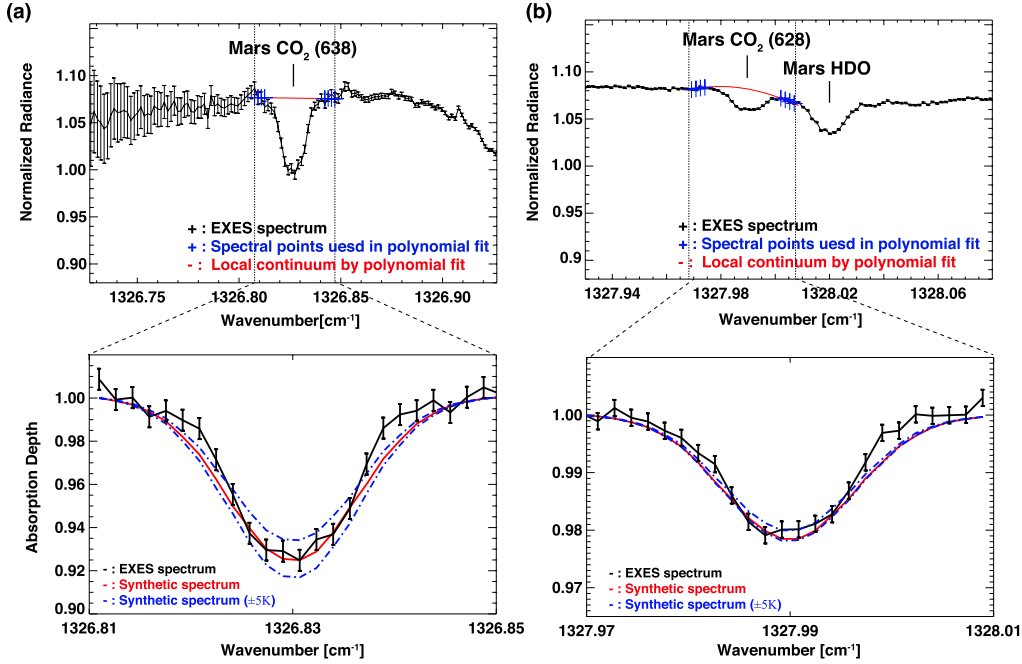 (a)
Mars CO₂ (638)
Normalized Radiance
1.10
1.05
1.00
0.95
0.90
+ : EXES spectrum
+ : Spectral points uesd in polynomial fit
- : Local continuum by polynomial fit
1326.75 1326.80 1326.85 1326.90
Wavenumber[cm⁻¹]
Absorption Depth
1.00
0.98
0.96
0.94
0.92
0.90
- : EXES spectrum
- : Synthetic spectrum
- : Synthetic spectrum (±5K)
1326.81 1326.83 1326.85
Wavenumber [cm⁻¹]
(b)
Mars CO₂ (628)
Mars HDO
Normalized Radiance
1.10
1.05
1.00
0.95
0.9
+ : EXES spectrum
+ : Spectral points uesd in polynomial fit
- : Local continuum by polynomial fit
1327.94 1327.98 1328.02 1328.06
Wavenumber [cm⁻¹]
1.00
0.99
0.98
0.97
- : EXES spectrum
- : Synthetic spectrum
- : Synthetic spectrum (±5K)
1327.97 1327.99 1328.01
Wavenumber [cm⁻¹]